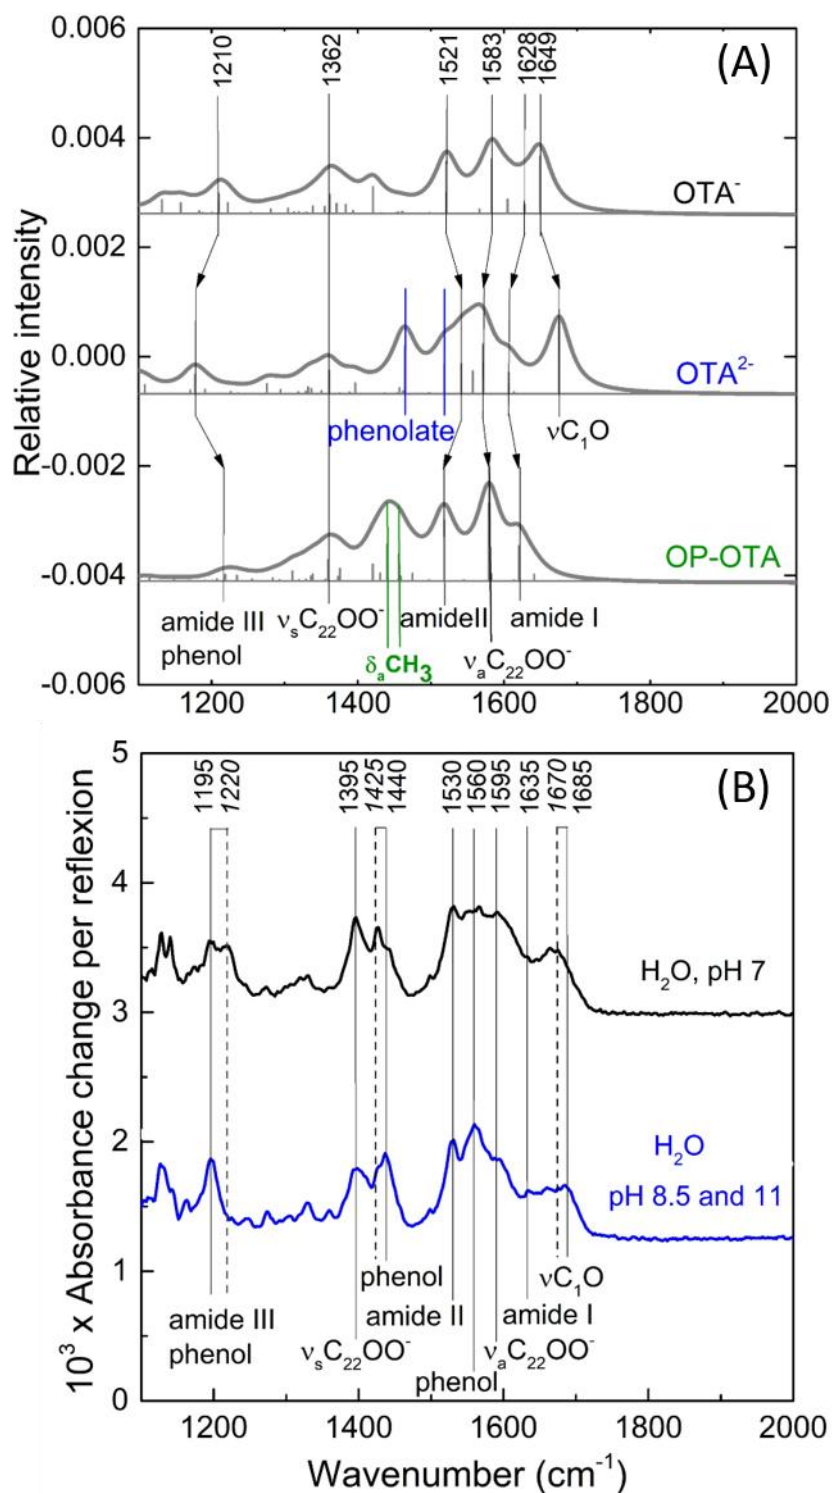 0.006
0.004
0.002
0.000
-0.002
-0.004
-0.006
Relative intensity
1210
1362
1521
1583
1628
1649
(A)
OTA⁻
OTA²⁻
phenolate
νC₁O
OP-OTA
amide III
phenol
νₛC₂₂OO⁻
amideII
amide I
δₐCH₃
νₐC₂₂OO⁻
1200
1400
1600
1800
2000
5
4
3
2
1
0
10³ x Absorbance change per reflexion
1195
1220
1395
1425
1440
1530
1560
1595
1635
1670
1685
(B)
H₂O, pH 7
H₂O
pH 8.5 and 11
phenol
νC₁O
amide III
phenol
amide II
amide I
νₛC₂₂OO⁻
νₐC₂₂OO⁻
phenol
1200
1400
1600
1800
2000
Wavenumber (cm⁻¹)